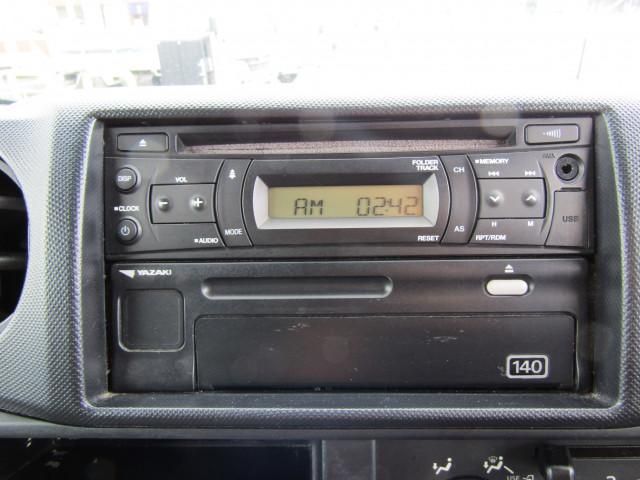 FOLDER
TRACK
CH
MEMORY
AUX
DISP
VOL
CLOCK
MODE
AM 02:42
USB
AUDIO
RESET
AS
H M
RPT/RDM
YAZAKI
140